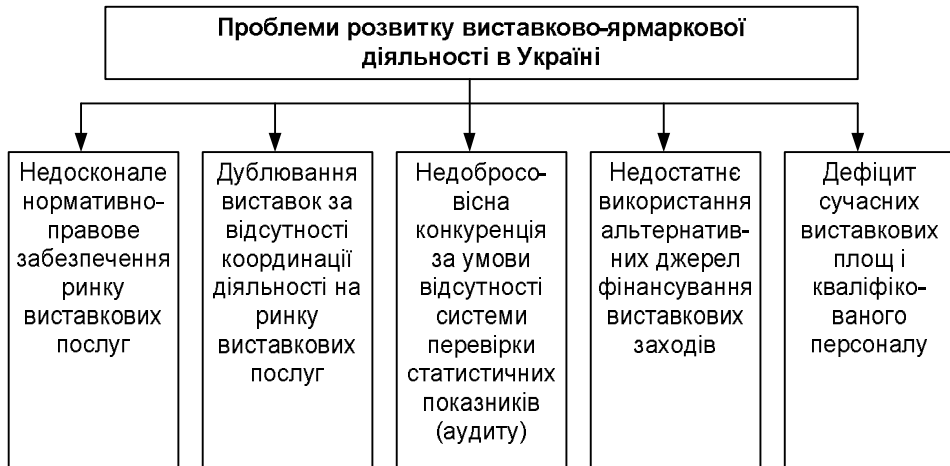 Проблеми розвитку виставково-ярмаркової
діяльності в Україні
Недосконале
нормативно-
правове
забезпечення
ринку
виставкових
послуг
Дублювання
виставок за
відсутності
координації
діяльності на
ринку
виставкових
послуг
Недобросо-
вісна
конкуренція
за умови
відсутності
системи
перевірки
статистичних
показників
(аудиту)
Недостатнє
використання
альтернатив-
них джерел
фінансування
виставкових
заходів
Дефіцит
сучасних
виставкових
площ і
кваліфіко-
ваного
персоналу